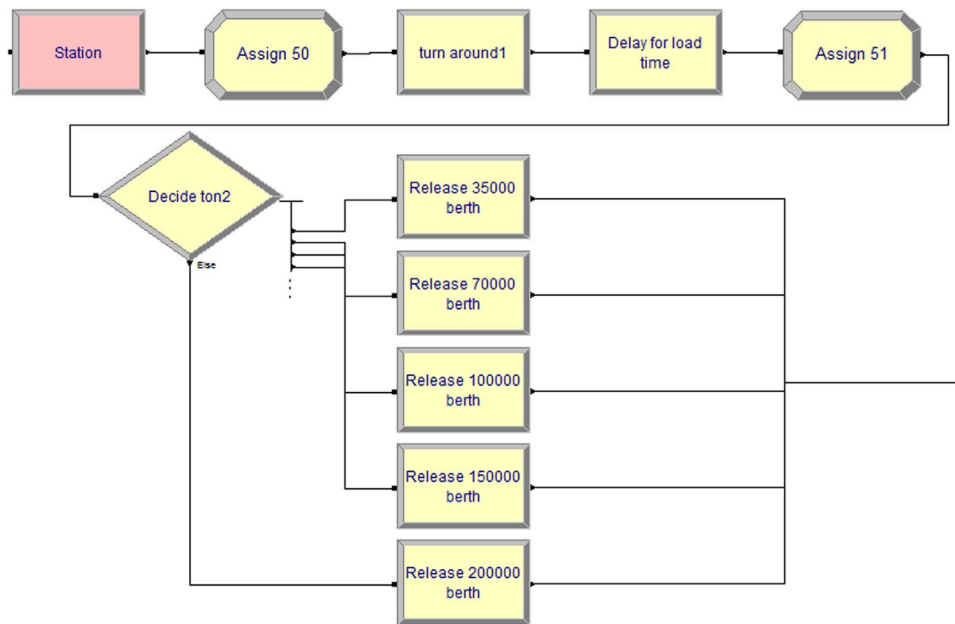 Station
Assign 50
turn around1
Delay for load
time
Assign 51
Decide ton2
Else
Release 35000
berth
Release 70000
berth
Release 100000
berth
Release 150000
berth
Release 200000
berth